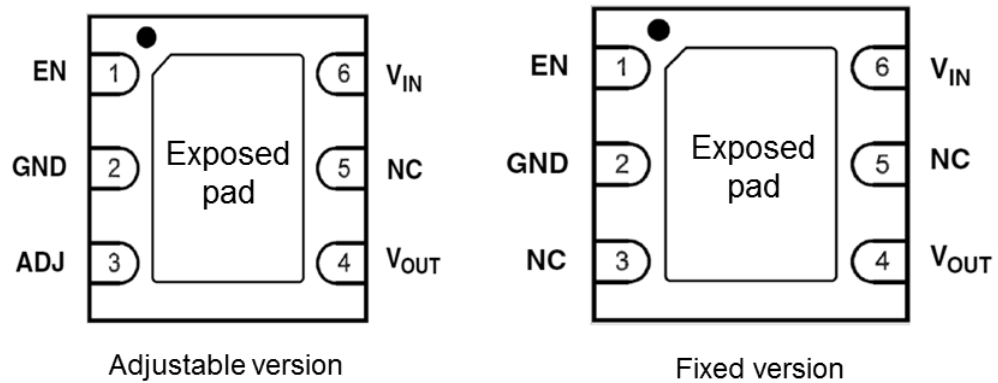 EN 1 6 VIN
GND 2 Exposed pad 5 NC
ADJ 3 4 VOUT
Adjustable version
EN 1 6 VIN
GND 2 Exposed pad 5 NC
NC 3 4 VOUT
Fixed version